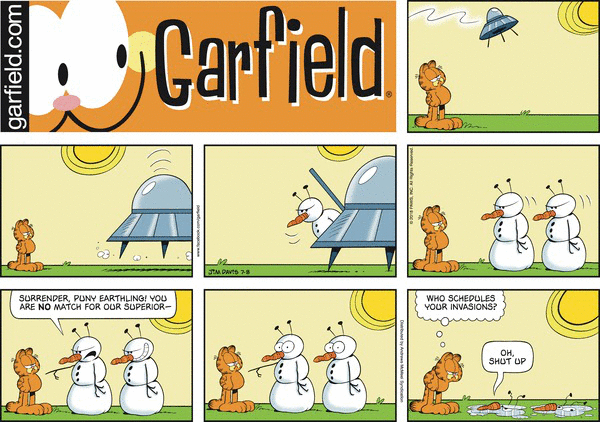 garfield.com
Garfield®
www.facebook.com/garfield
JIM DAVIS 7-8
© 2018 PAWS, INC. All Rights Reserved.
SURRENDER, PUNY EARTHLING! YOU
ARE NO MATCH FOR OUR SUPERIOR—
Distributed by Andrews McMeel Syndication
WHO SCHEDULES
YOUR INVASIONS?
OH,
SHUT UP